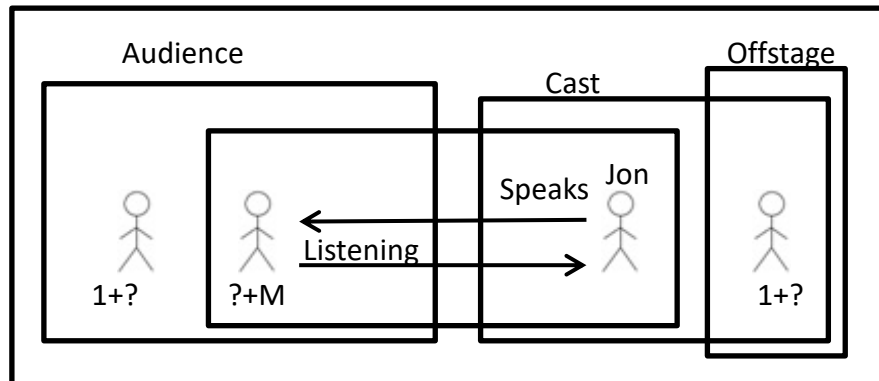 Audience
Offstage
Cast
Jon
Speaks
Listening
1+?
?+M
1+?